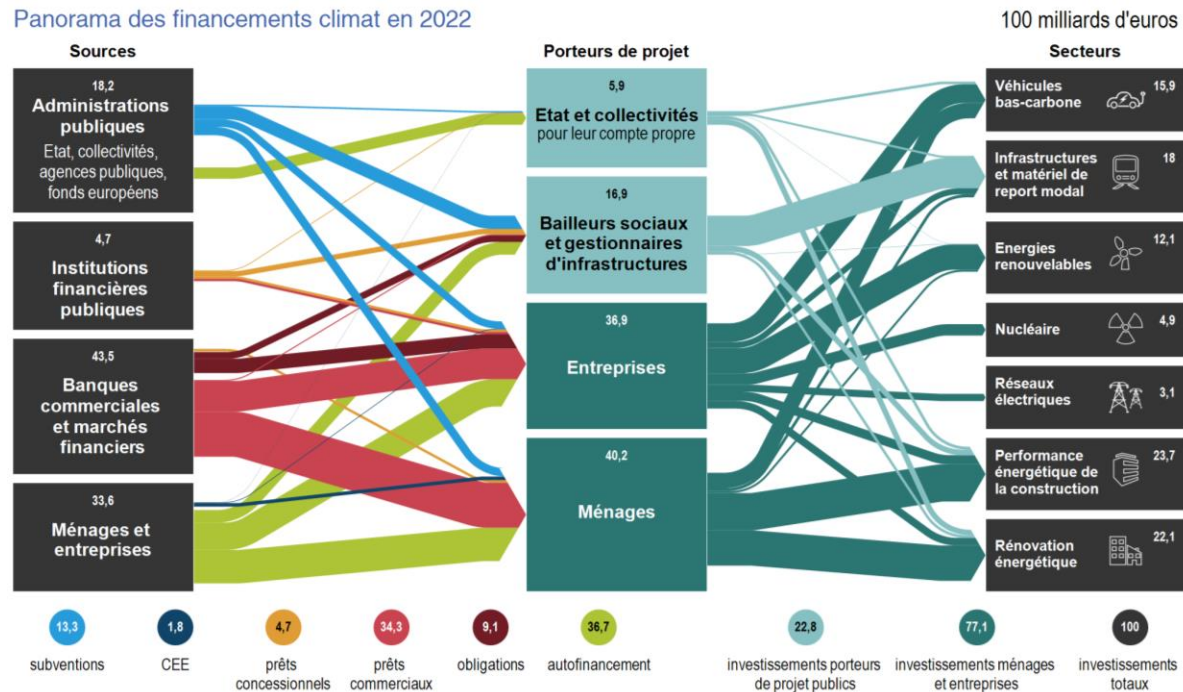 Panorama des financements climat en 2022
100 milliards d'euros
Sources
Porteurs de projet
Secteurs
18,2
Administrations
publiques
Etat, collectivités,
agences publiques,
fonds européens
4,7
Institutions
financières
publiques
43,5
Banques
commerciales
et marchés
financiers
33,6
Ménages et
entreprises
5,9
Etat et collectivités
pour leur compte propre
16,9
Bailleurs sociaux
et gestionnaires
d'infrastructures
36,9
Entreprises
40,2
Ménages
Véhicules
bas-carbone
15,9
Infrastructures
et matériel de
report modal
18
Energies
renouvelables
12,1
Nucléaire
4,9
Réseaux
électriques
3,1
Performance
énergétique de
la construction
23,7
Rénovation
énergétique
22,1
13,3
subventions
1,8
CEE
4,7
prêts
concessionnels
34,3
prêts
commerciaux
9,1
obligations
36,7
autofinancement
22,8
investissements porteurs
de projet publics
77,1
investissements ménages
et entreprises
100
investissements
totaux